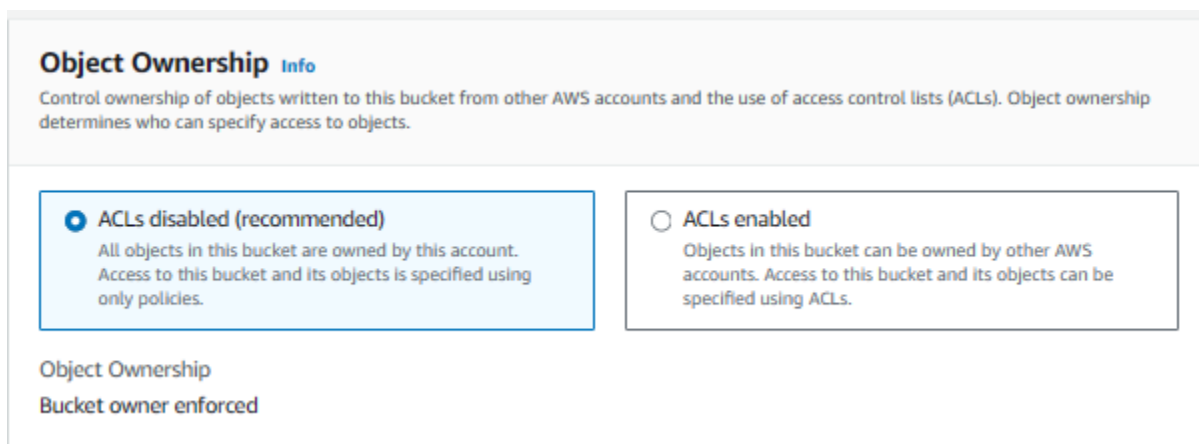 Object Ownership Info
Control ownership of objects written to this bucket from other AWS accounts and the use of access control lists (ACLs). Object ownership
determines who can specify access to objects.
ACLs disabled (recommended)
All objects in this bucket are owned by this account.
Access to this bucket and its objects is specified using
only policies.
ACLs enabled
Objects in this bucket can be owned by other AWS
accounts. Access to this bucket and its objects can be
specified using ACLs.
Object Ownership
Bucket owner enforced